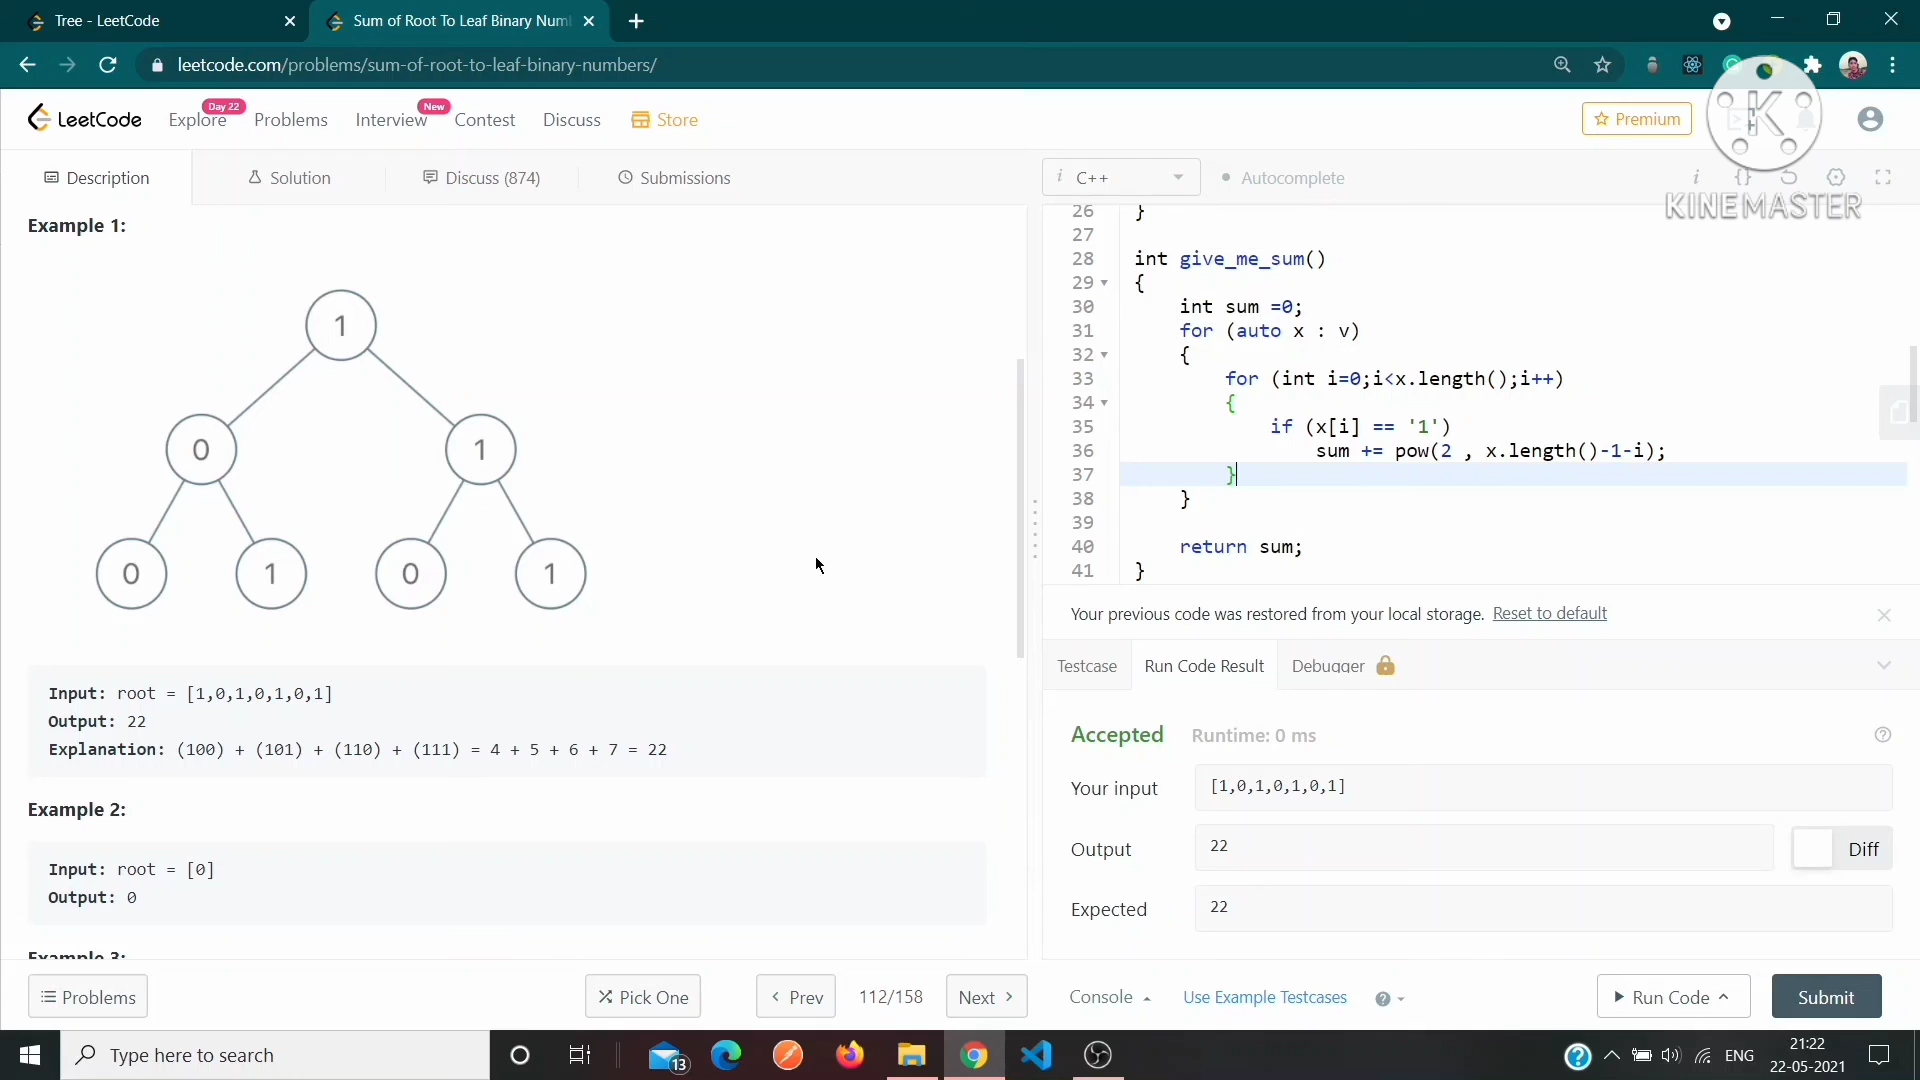 Tree - LeetCode
Sum of Root To Leaf Binary Num
leetcode.com/problems/sum-of-root-to-leaf-binary-numbers/
LeetCode
Explore
Day 22
Problems
Interview
New
Contest
Discuss
Store
Premium
K
KINEMASTER
Description
Solution
Discuss (874)
Submissions
i C++
Autocomplete
Example 1:
1
0 1
0 1 0 1
Input: root = [1,0,1,0,1,0,1]
Output: 22
Explanation: (100) + (101) + (110) + (111) = 4 + 5 + 6 + 7 = 22
Example 2:
Input: root = [0]
Output: 0
Example 3:
26 }
27
28 int give_me_sum()
29 {
30 int sum =0;
31 for (auto x : v)
32 {
33 for (int i=0;i<x.length();i++)
34 {
35 if (x[i] == '1')
36 sum += pow(2 , x.length()-1-i);
37 }
38 }
39
40 return sum;
41 }
Your previous code was restored from your local storage. Reset to default
Testcase
Run Code Result
Debugger
Accepted Runtime: 0 ms
Your input [1,0,1,0,1,0,1]
Output 22
Diff
Expected 22
Problems
Pick One
Prev
112/158
Next
Console
Use Example Testcases
Run Code
Submit
Type here to search
13
ENG
21:22
22-05-2021